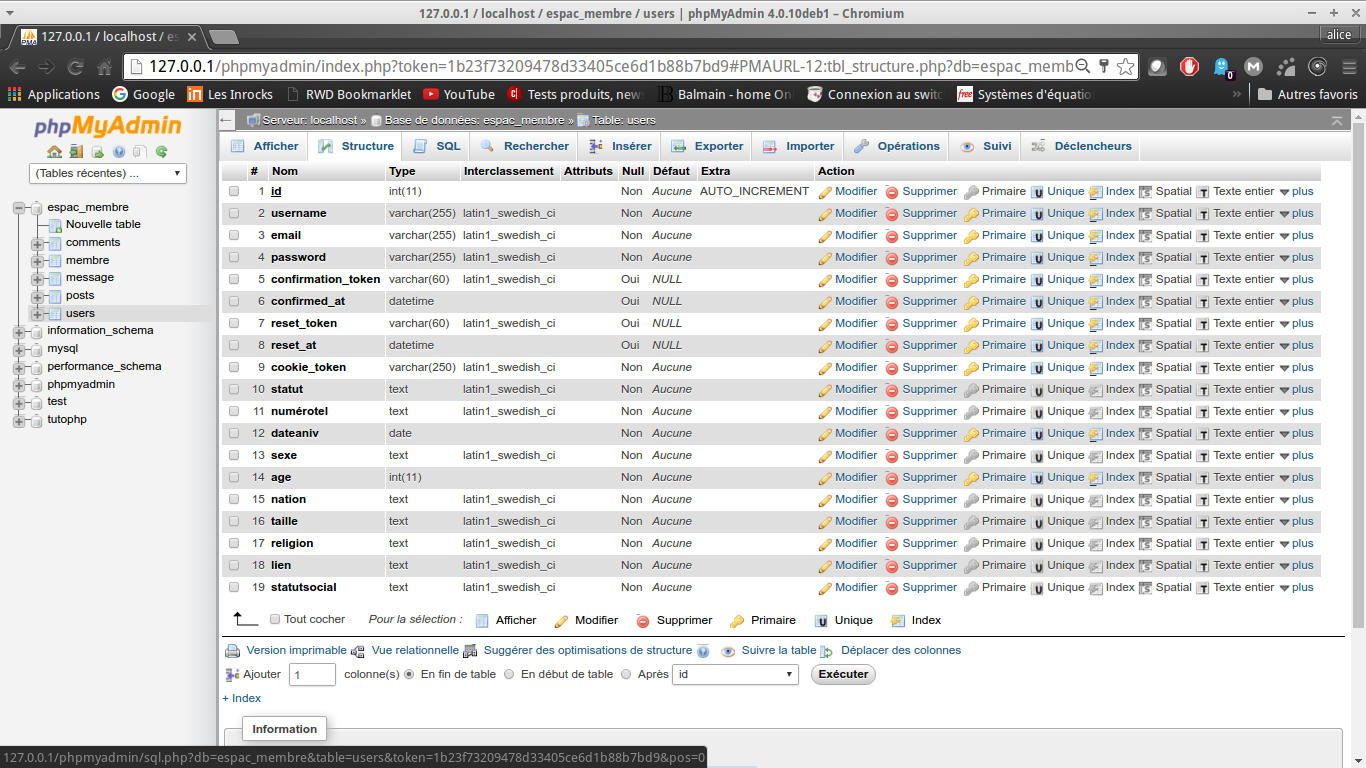 127.0.0.1 / localhost / espac_membre / users | phpMyAdmin 4.0.10deb1 – Chromium
127.0.0.1 / localhost / es
alice
127.0.0.1/phpmyadmin/index.php?token=1b23f73209478d33405ce6d1b88b7bd9#PMAURL-12:tbl_structure.php?db=espac_memb
Applications Google Les Inrocks RWD Bookmarklet YouTube Tests produits, new Balmain - home On Connexion au switc Systèmes d'équatio » Autres favoris
phpMyAdmin
(Tables récentes) ...
espac_membre
Nouvelle table
comments
membre
message
posts
users
information_schema
mysql
performance_schema
phpmyadmin
test
tutophp
Serveur: localhost » Base de données: espac_membre » Table: users
Afficher Structure SQL Rechercher Insérer Exporter Importer Opérations Suivi Déclencheurs
# Nom Type Interclassement Attributs Null Défaut Extra Action
1 id int(11) Non Aucune AUTO_INCREMENT Modifier Supprimer Primaire Unique Index Spatial Texte entier plus
2 username varchar(255) latin1_swedish_ci Non Aucune Modifier Supprimer Primaire Unique Index Spatial Texte entier plus
3 email varchar(255) latin1_swedish_ci Non Aucune Modifier Supprimer Primaire Unique Index Spatial Texte entier plus
4 password varchar(255) latin1_swedish_ci Non Aucune Modifier Supprimer Primaire Unique Index Spatial Texte entier plus
5 confirmation_token varchar(60) latin1_swedish_ci Oui NULL Modifier Supprimer Primaire Unique Index Spatial Texte entier plus
6 confirmed_at datetime Oui NULL Modifier Supprimer Primaire Unique Index Spatial Texte entier plus
7 reset_token varchar(60) latin1_swedish_ci Oui NULL Modifier Supprimer Primaire Unique Index Spatial Texte entier plus
8 reset_at datetime Oui NULL Modifier Supprimer Primaire Unique Index Spatial Texte entier plus
9 cookie_token varchar(250) latin1_swedish_ci Non Aucune Modifier Supprimer Primaire Unique Index Spatial Texte entier plus
10 statut text latin1_swedish_ci Non Aucune Modifier Supprimer Primaire Unique Index Spatial Texte entier plus
11 numérotel text latin1_swedish_ci Non Aucune Modifier Supprimer Primaire Unique Index Spatial Texte entier plus
12 dateaniv date Non Aucune Modifier Supprimer Primaire Unique Index Spatial Texte entier plus
13 sexe text latin1_swedish_ci Non Aucune Modifier Supprimer Primaire Unique Index Spatial Texte entier plus
14 age int(11) Non Aucune Modifier Supprimer Primaire Unique Index Spatial Texte entier plus
15 nation text latin1_swedish_ci Non Aucune Modifier Supprimer Primaire Unique Index Spatial Texte entier plus
16 taille text latin1_swedish_ci Non Aucune Modifier Supprimer Primaire Unique Index Spatial Texte entier plus
17 religion text latin1_swedish_ci Non Aucune Modifier Supprimer Primaire Unique Index Spatial Texte entier plus
18 lien text latin1_swedish_ci Non Aucune Modifier Supprimer Primaire Unique Index Spatial Texte entier plus
19 statutsocial text latin1_swedish_ci Non Aucune Modifier Supprimer Primaire Unique Index Spatial Texte entier plus
Tout cocher Pour la sélection : Afficher Modifier Supprimer Primaire Unique Index
Version imprimable Vue relationnelle Suggérer des optimisations de structure Suivre la table Déplacer des colonnes
Ajouter 1 colonne(s) En fin de table En début de table Après id Exécuter
+ Index
Information
127.0.0.1/phpmyadmin/sql.php?db=espac_membre&table=users&token=1b23f73209478d33405ce6d1b88b7bd9&pos=0